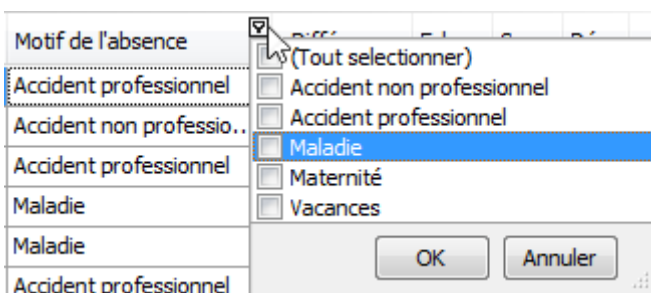 Motif de l'absence
(Tout selectionner)
Accident professionnel
Accident non professionnel
Accident non professio..
Accident professionnel
Accident professionnel
Maladie
Maladie
Maternité
Maladie
Vacances
Maladie
OK
Annuler
Accident professionnel